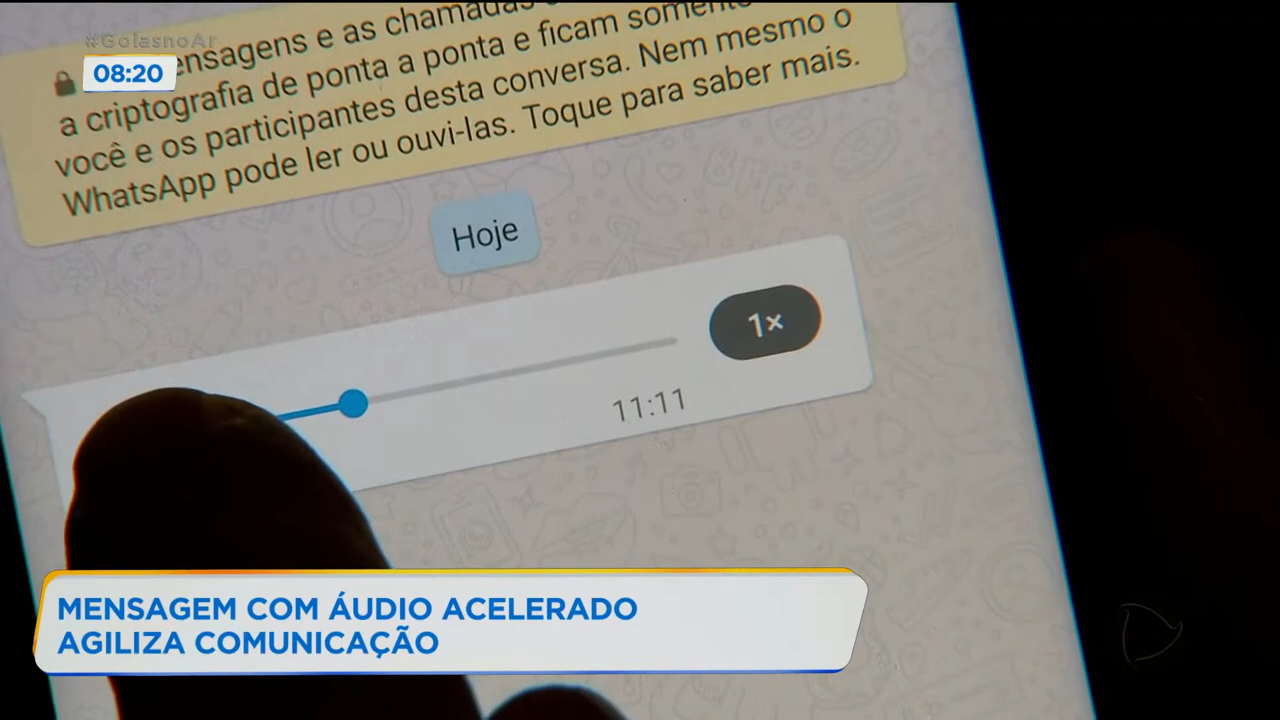 #GoIásnoAr
08:20
ensagens e as chamadas
a criptografia de ponta a ponta e ficam somente
você e os participantes desta conversa. Nem mesmo o
WhatsApp pode ler ou ouvi-las. Toque para saber mais.
Hoje
1×
11:11
MENSAGEM COM ÁUDIO ACELERADO
AGILIZA COMUNICAÇÃO